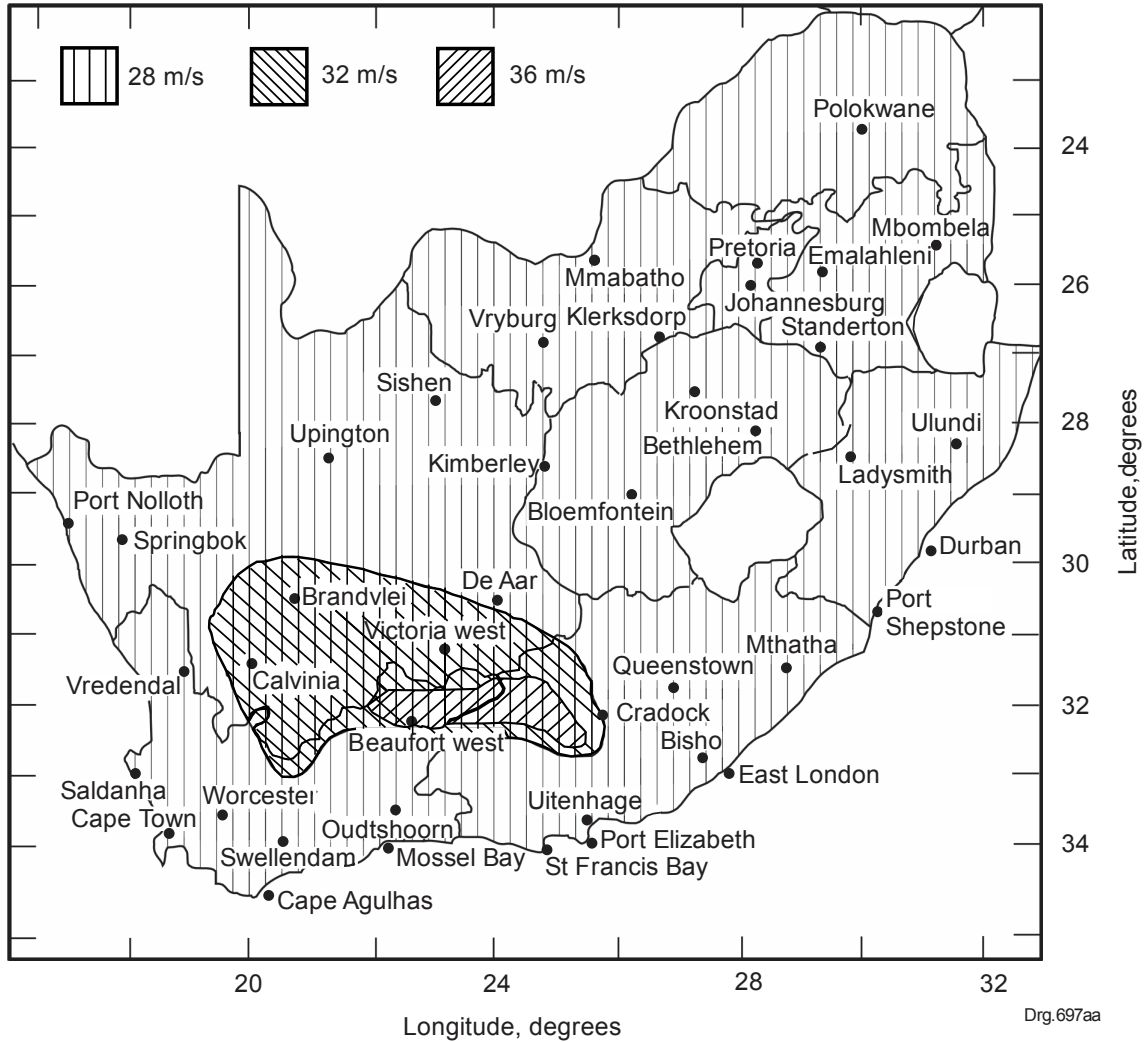 28 m/s
32 m/s
36 m/s
Polokwane
24
Mbombela
Pretoria
Emalahleni
Mmabatho
26
Johannesburg
Vryburg
Klerksdorp
Standerton
Sishen
Kroonstad
Ulundi
28
Upington
Bethlehem
Kimberley
Ladysmith
Port Nolloth
Bloemfontein
Springbok
Durban
30
De Aar
Brandvlei
Port
Shepstone
Victoria west
Mthatha
Queenstown
Calvinia
Vredendal
32
Cradock
Beaufort west
Bisho
East London
Saldanha
Worcester
Uitenhage
Cape Town
Oudtshoorn
Port Elizabeth
34
Swellendam
Mossel Bay
St Francis Bay
Cape Agulhas
Latitude,degrees
20
22
24
26
28
30
32
Longitude, degrees
Drg.697aa